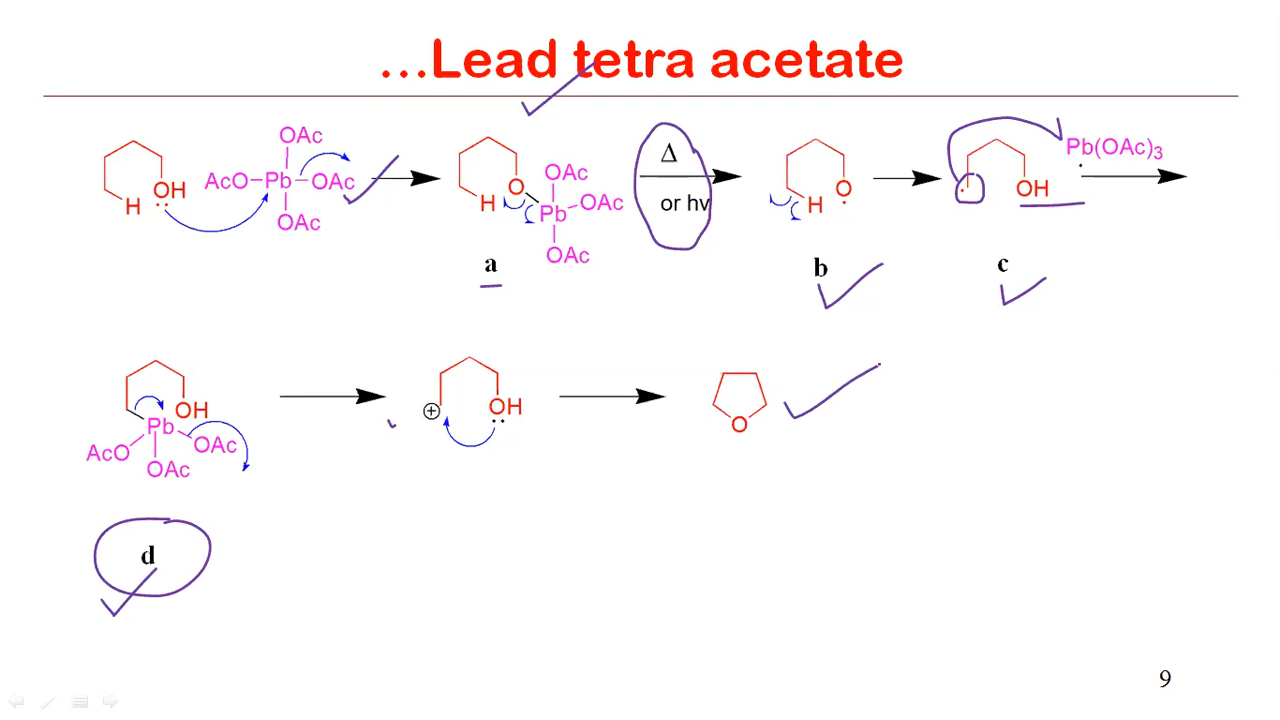 ...Lead tetra acetate
OAc
AcO Pb OAc
OAc
H OH
OAc
O H Pb OAc
OAc
Δ
or hv
H O
OH
Pb(OAc)3
a b c
OH
Pb
AcO OAc
OAc
⊕ OH
O
d
9